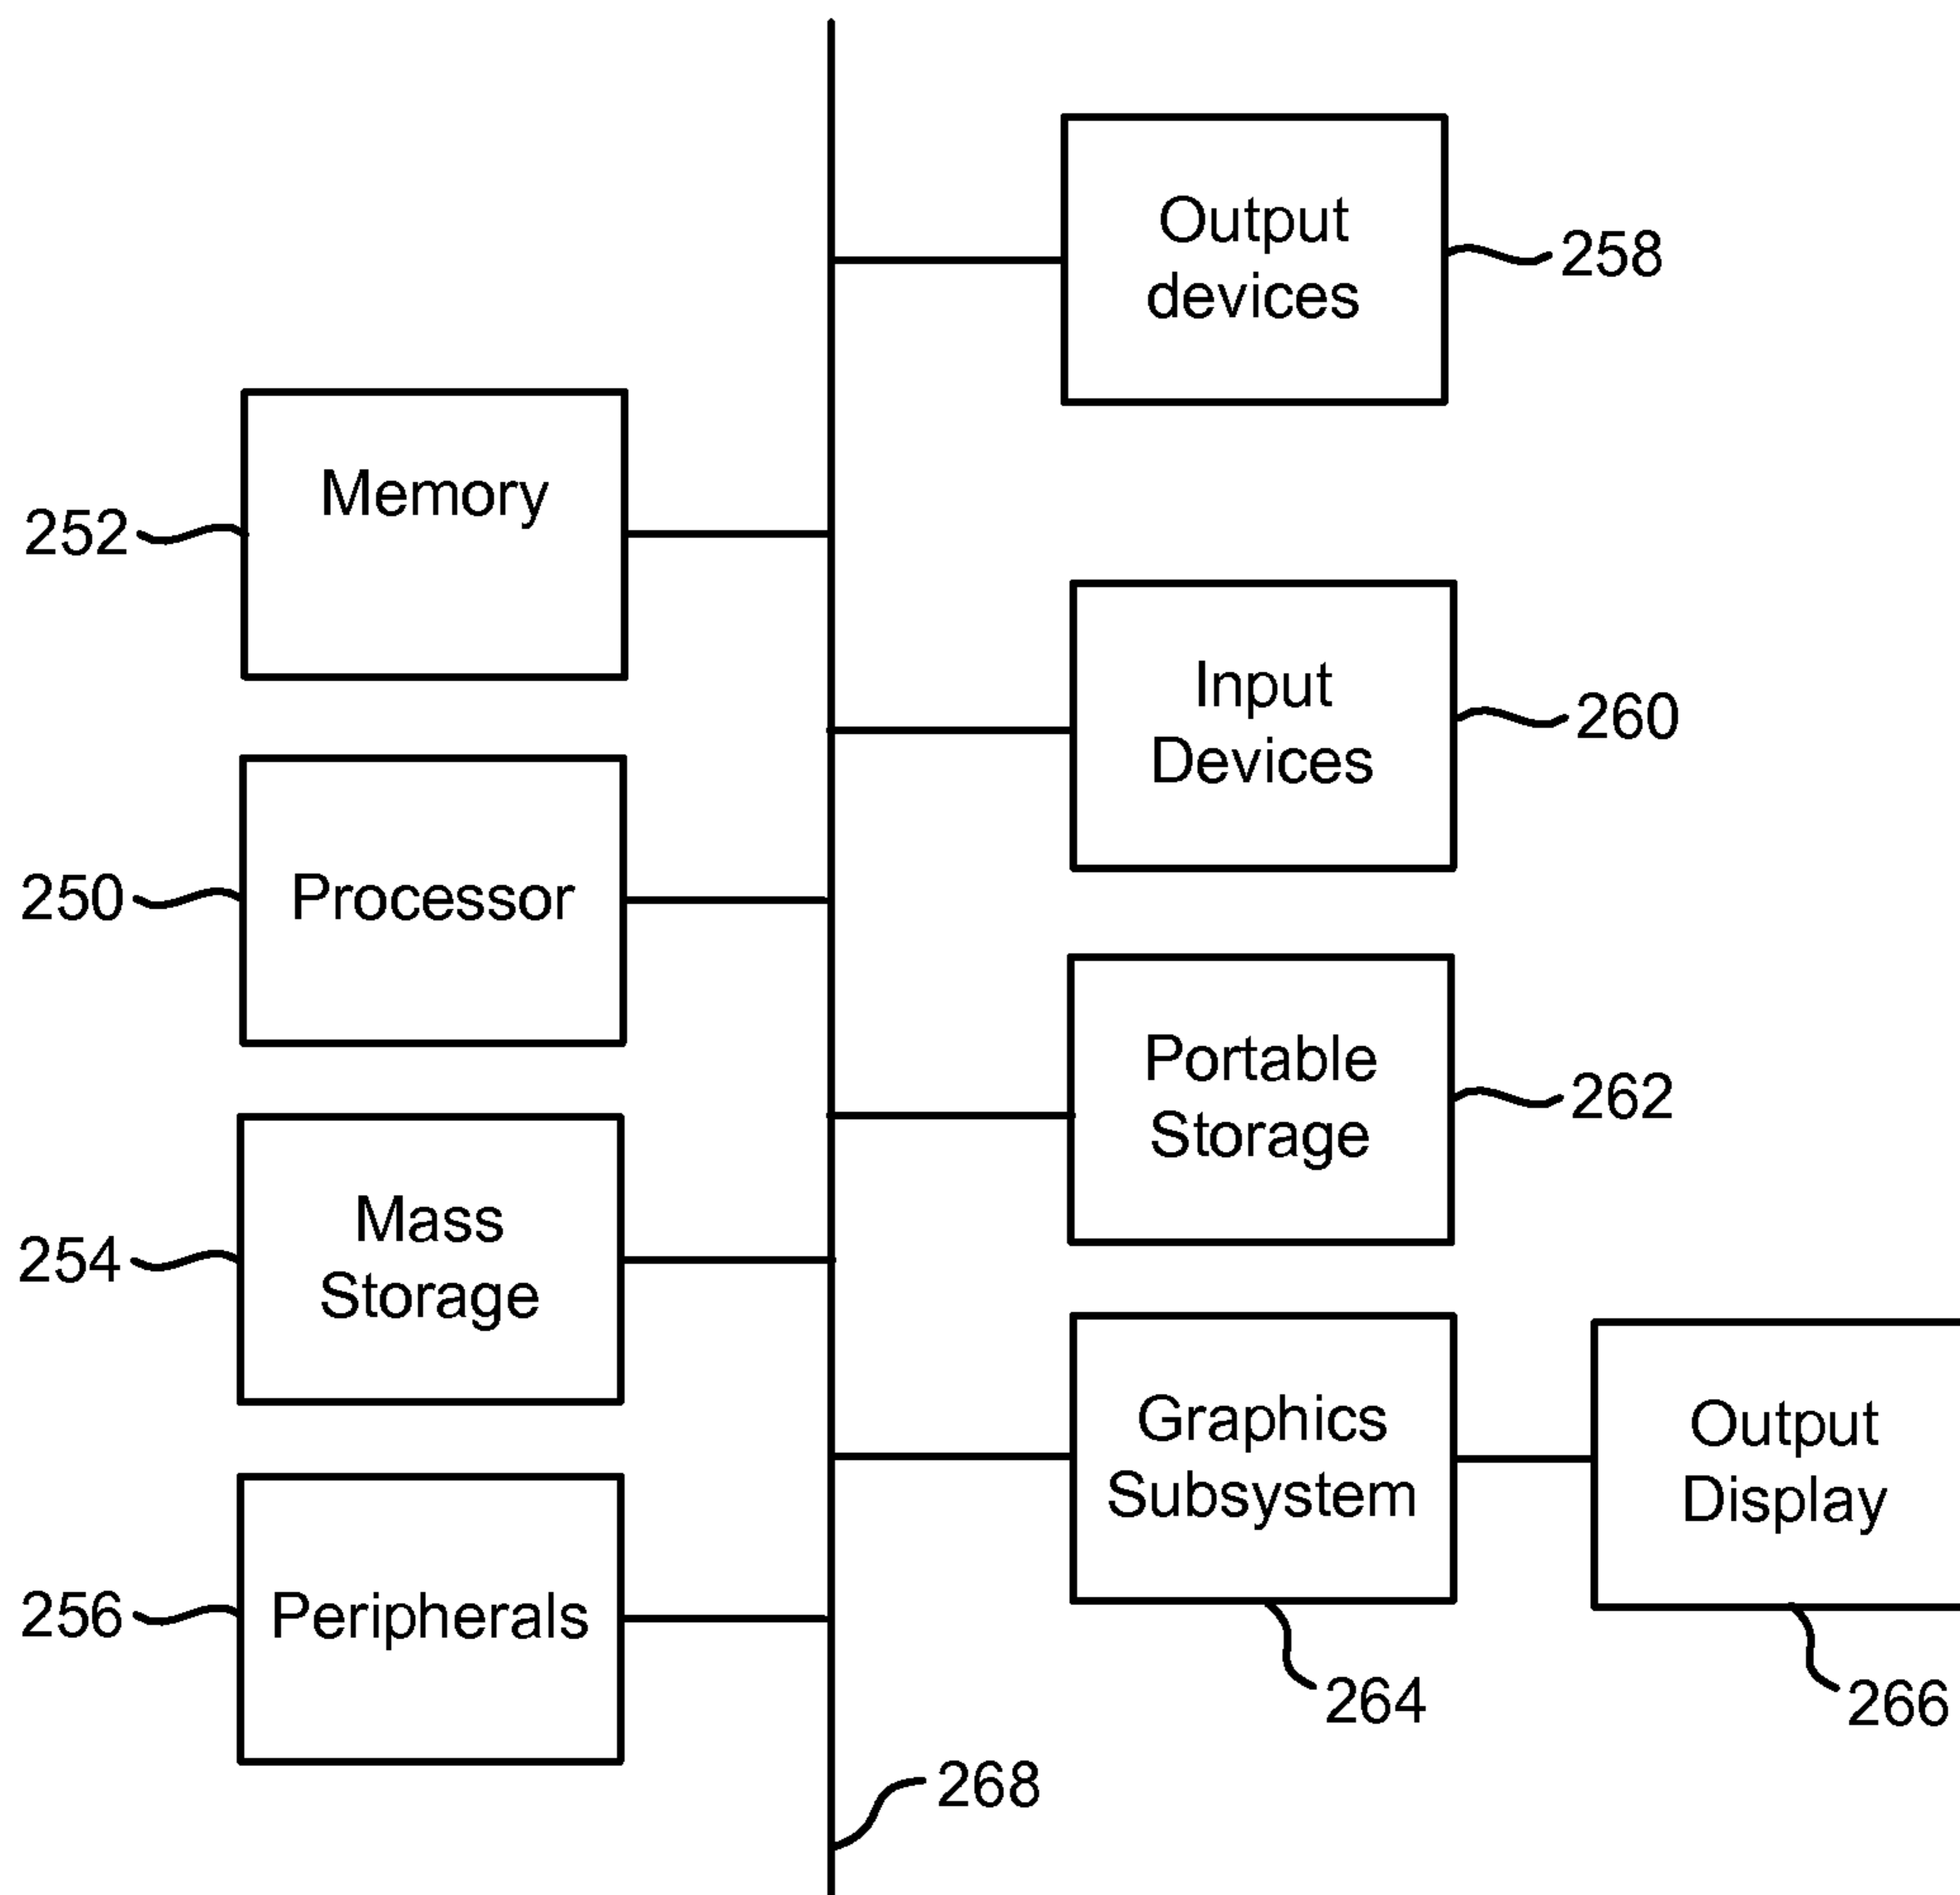 Output
devices
258
Memory
252
Input
Devices
260
250
Processor
Portable
Storage
262
Mass
Storage
254
Graphics
Subsystem
Output
Display
256
Peripherals
264
266
268